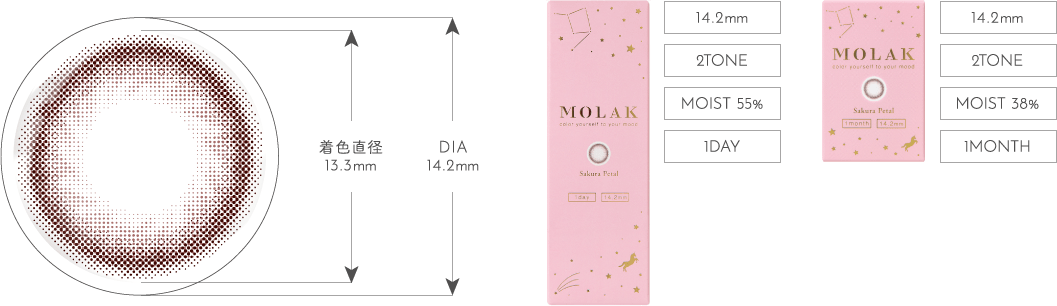 着色直径
13.3mm
DIA
14.2mm
MOLAK
color yourself to your mood
Sakura Petal
1day
14.2mm
14.2mm
2TONE
MOIST 55%
1DAY
MOLAK
color yourself to your mood
Sakura Petal
1month
14.2mm
14.2mm
2TONE
MOIST 38%
1MONTH